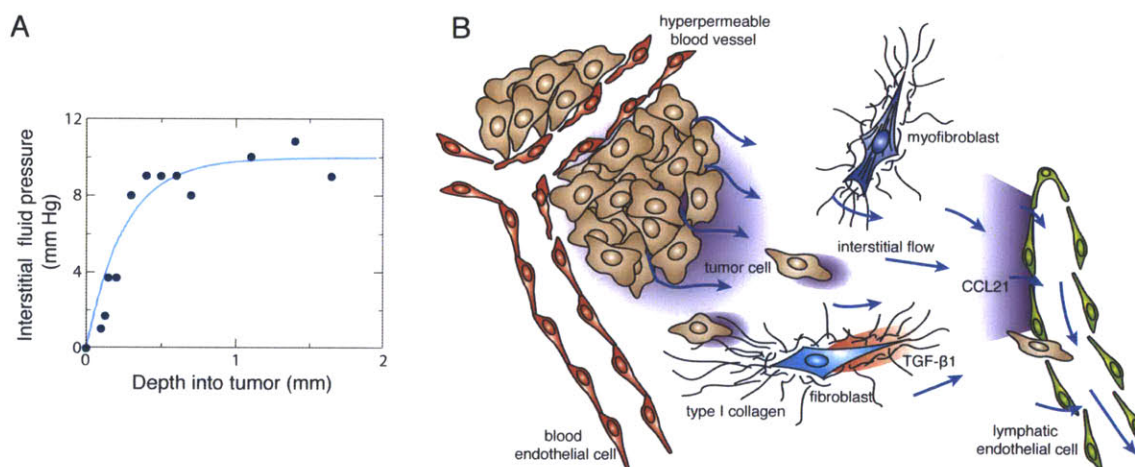 A
Interstitial fluid pressure
(mm Hg)
12
8
4
0
0
1
2
Depth into tumor (mm)
B
hyperpermeable
blood vessel
myofibroblast
interstitial flow
tumor cell
CCL21
TGF-β1
fibroblast
type I collagen
blood
endothelial cell
lymphatic
endothelial cell